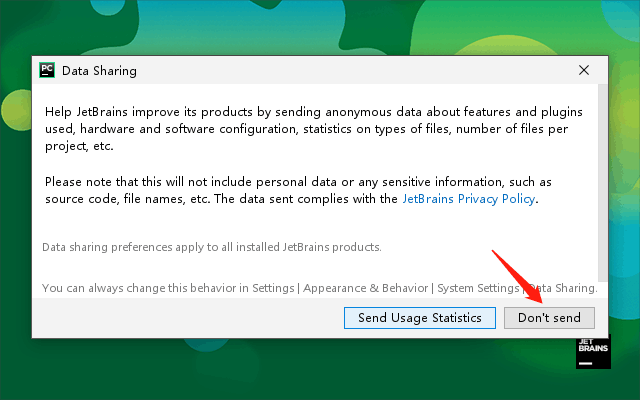 PC Data Sharing
Help JetBrains improve its products by sending anonymous data about features and plugins
used, hardware and software configuration, statistics on types of files, number of files per
project, etc.
Please note that this will not include personal data or any sensitive information, such as
source code, file names, etc. The data sent complies with the JetBrains Privacy Policy.
Data sharing preferences apply to all installed JetBrains products.
You can always change this behavior in Settings | Appearance & Behavior | System Settings | Data Sharing.
Send Usage Statistics Don't send
JET
BRAINS